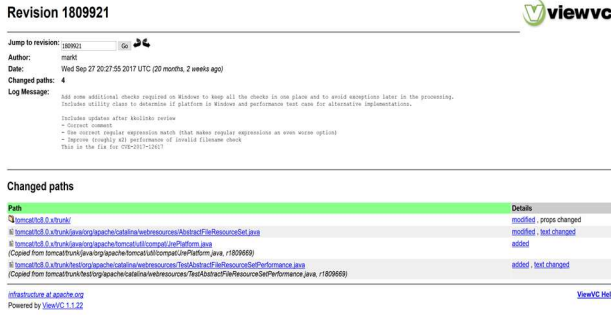 Revision 1809921
viewvc
Jump to revision: 1809921 Go
Author: markt
Date: Wed Sep 27 20:27:55 2017 UTC (20 months, 2 weeks ago)
Changed paths: 4
Log Message:
Add some additional checks required on Windows to keep all the checks in one place and to avoid exceptions later in the processing.
Includes utility class to determine if platform is Windows and performance test case for alternative implementations.
Includes updates after kkolinko review
- Correct comment
- Use correct regular expression match (that makes regular expressions an even worse option)
- Improve (roughly x2) performance of invalid filename check
This is the fix for CVE-2017-12617
Changed paths
Path Details
tomcat/tc8.0.x/trunk/ modified , props changed
tomcat/tc8.0.x/trunk/java/org/apache/catalina/webresources/AbstractFileResourceSet.java modified , text changed
tomcat/tc8.0.x/trunk/java/org/apache/tomcat/util/compat/JrePlatform.java added
(Copied from tomcat/trunk/java/org/apache/tomcat/util/compat/JrePlatform.java, r1809669)
tomcat/tc8.0.x/trunk/test/org/apache/catalina/webresources/TestAbstractFileResourceSetPerformance.java added , text changed
(Copied from tomcat/trunk/test/org/apache/catalina/webresources/TestAbstractFileResourceSetPerformance.java, r1809669)
infrastructure at apache.org ViewVC Hel
Powered by ViewVC 1.1.22